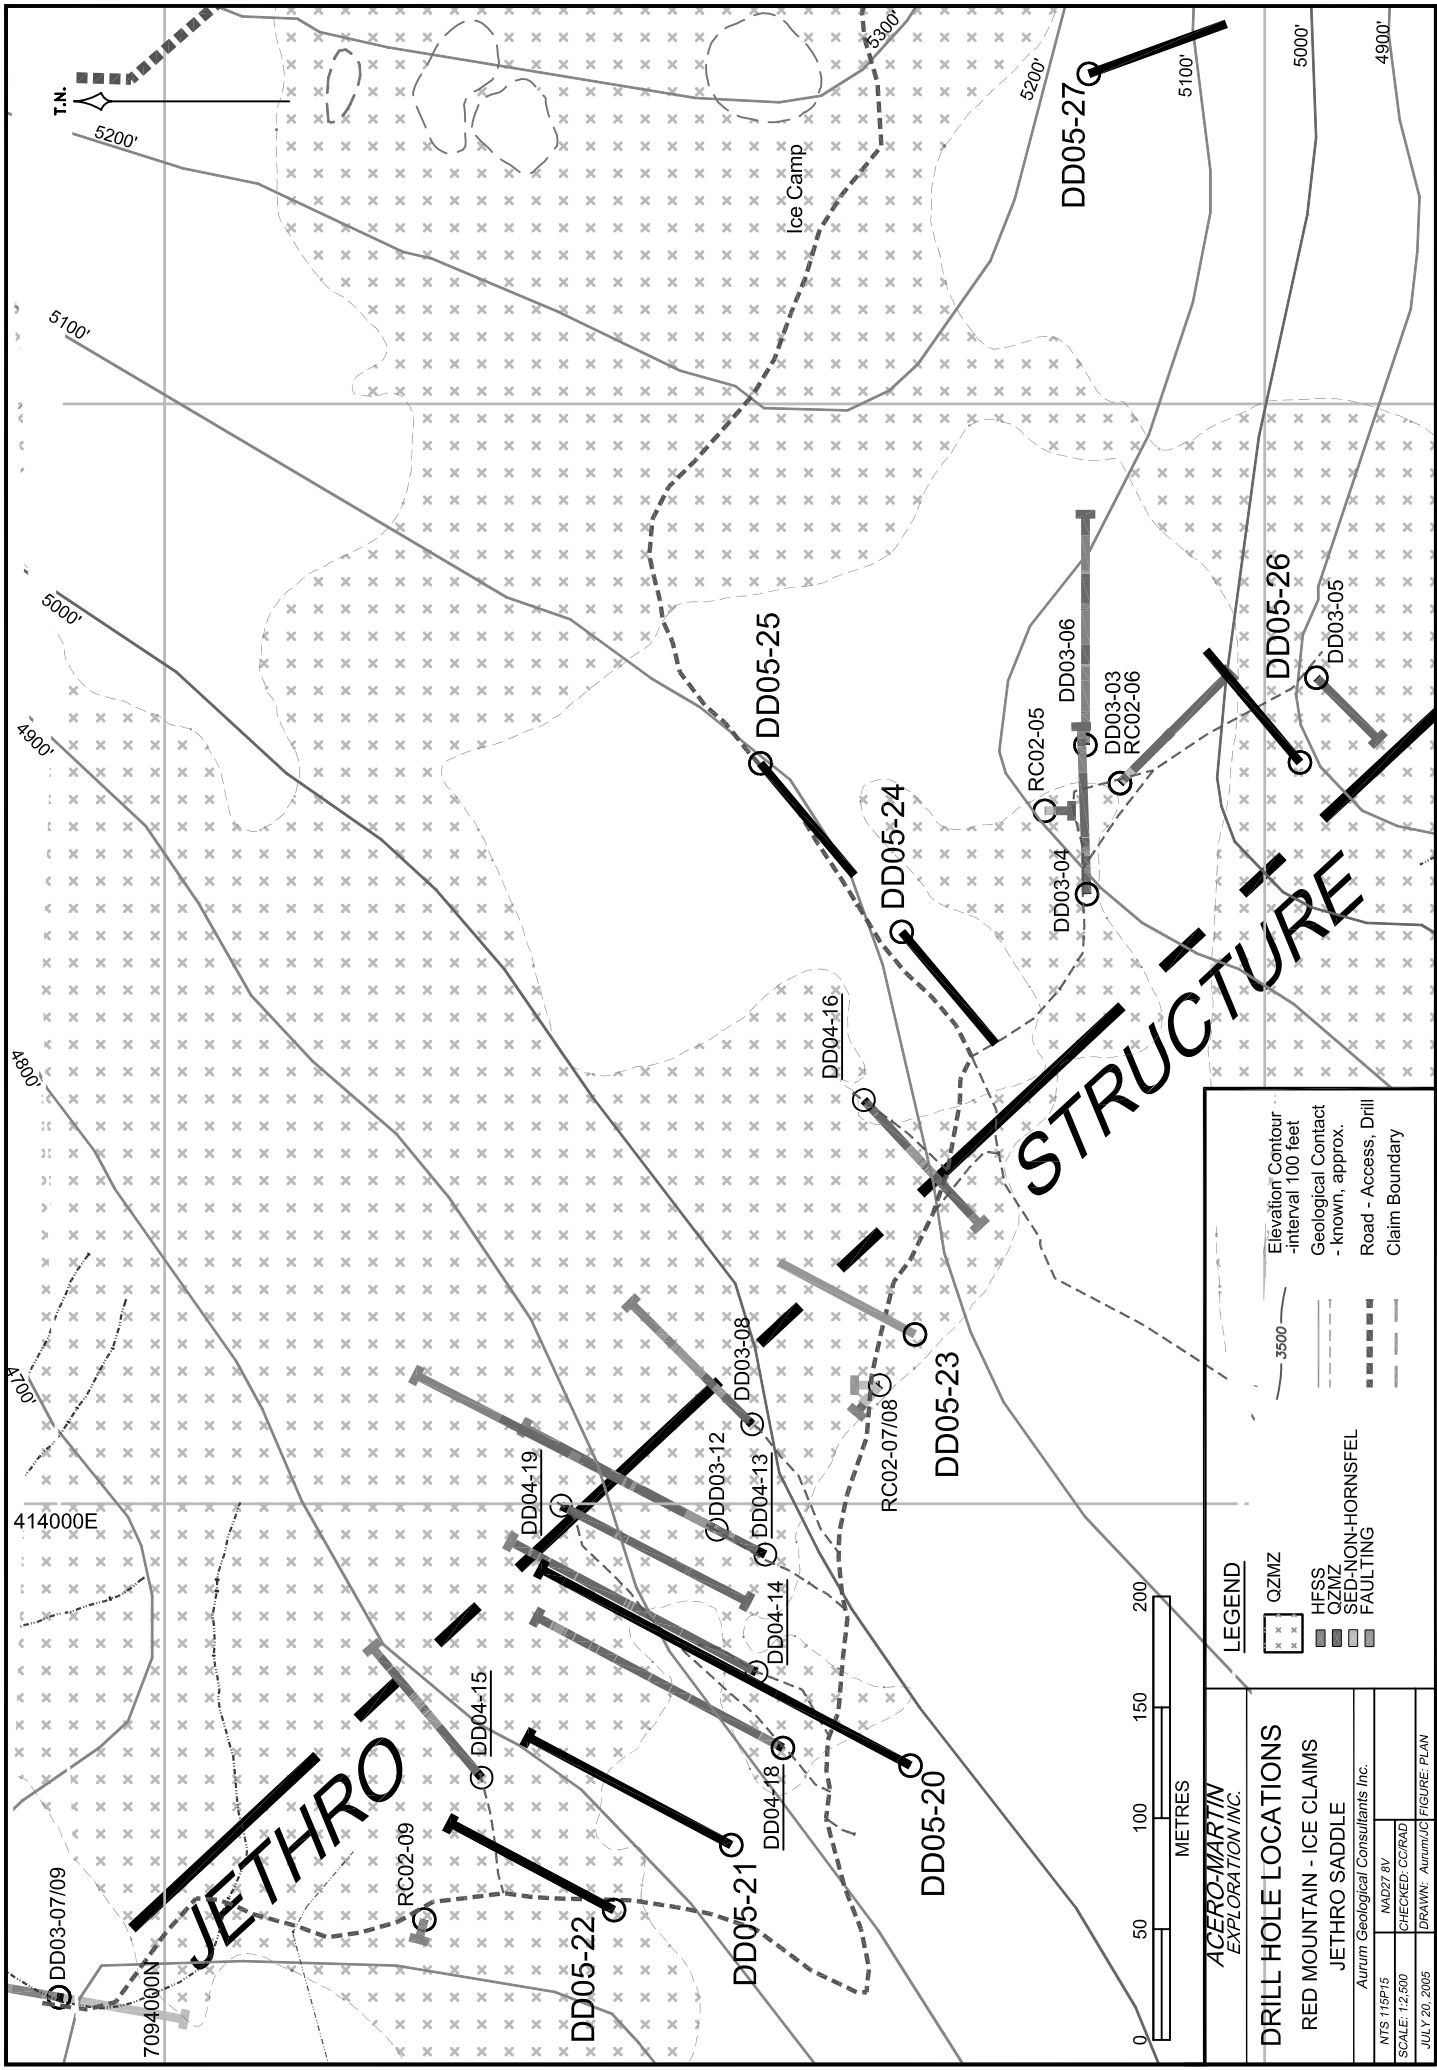 T.N.
5200'
5100'
5000'
4900'
4800'
4700'
5300'
5200'
5100'
5000'
4900'
Ice Camp
DD05-27
DD05-25
DD05-24
DD05-26
DD03-05
DD03-06
DD03-03
RC02-06
RC02-05
DD03-04
DD04-16
DD03-08
DD05-23
RC02-07/08
DD03-12
DD04-13
DD04-19
DD04-14
DD04-15
DD04-18
DD05-20
DD05-21
DD05-22
RC02-09
DD03-07/09
JETHRO
STRUCTURE
414000E
7094000N
0 50 100 150 200
METRES
LEGEND
QZMZ
HFSS
QZMZ
SED-NON-HORNSFEL
FAULTING
3500
Elevation Contour
-interval 100 feet
Geological Contact
- known, approx.
Road - Access, Drill
Claim Boundary
ACERO-MARTIN
EXPLORATION INC.
DRILL HOLE LOCATIONS
RED MOUNTAIN - ICE CLAIMS
JETHRO SADDLE
Aurum Geological Consultants Inc.
NTS 115P15 NAD27 8V
SCALE: 1:2,500 CHECKED: CC/RAD
JULY 20, 2005 DRAWN: Aurum/JC FIGURE: PLAN